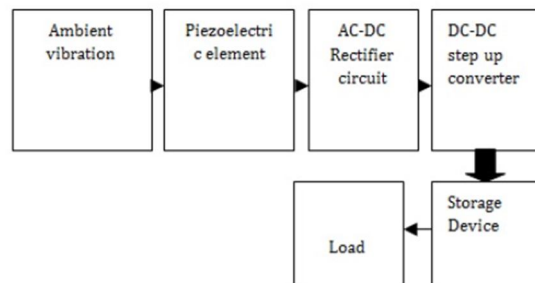 Ambient
vibration
Piezoelectri
c element
AC-DC
Rectifier
circuit
DC-DC
step up
converter
Storage
Device
Load